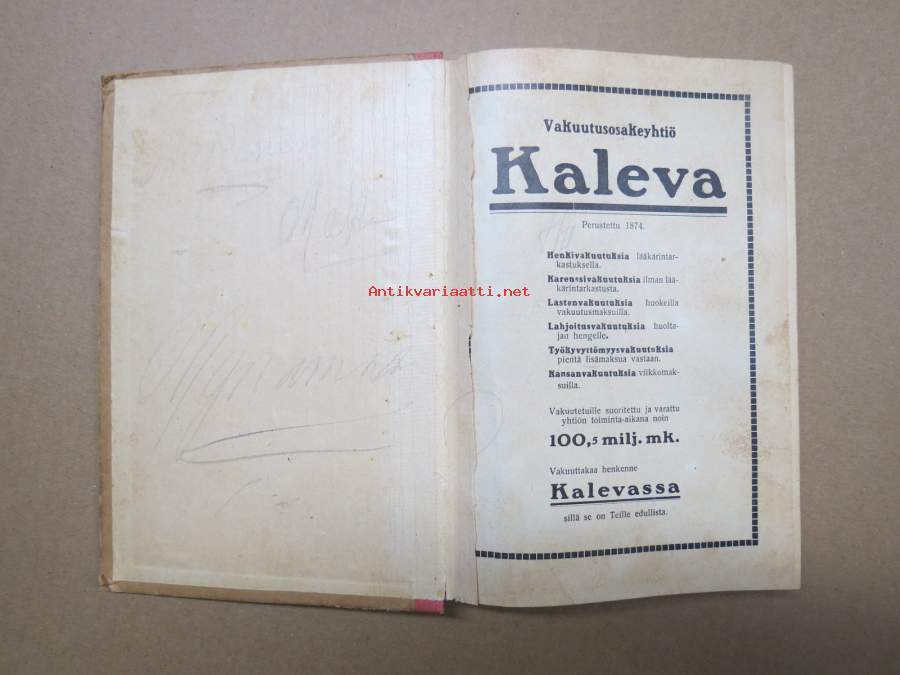 Vakuutusosakeyhtiö
Kaleva
Perustettu 1874.
Henkivakuutuksia lääkärintar-
kastuksella.
Karenssivakuutuksia ilman lää-
kärintarkastusta.
Lastenvakuutuksia huokeilla
vakuutusmaksuilla.
Lahjoitusvakuutuksia huolta-
jan hengelle.
Työkyvyttömyysvakuutuksia
pientä lisämaksua vastaan.
Kansanvakuutuksia viikkomak-
suilla.
Vakuutetuille suoritettu ja varattu
yhtiön toiminta-aikana noin
100,5 milj. mk.
Vakuuttakaa henkenne
Kalevassa
sillä se on Teille edullista.
Antikvariaatti.net